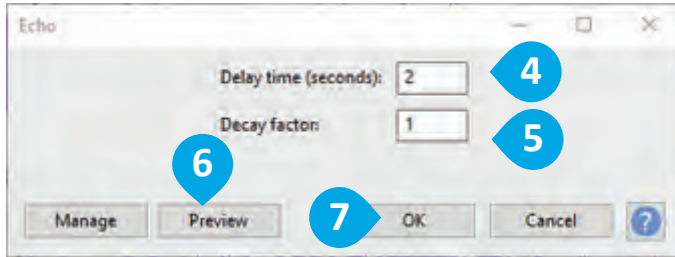 Echo
Delay time (seconds): 2 4
Decay factor: 1 5
6
Manage Preview 7 OK Cancel ?